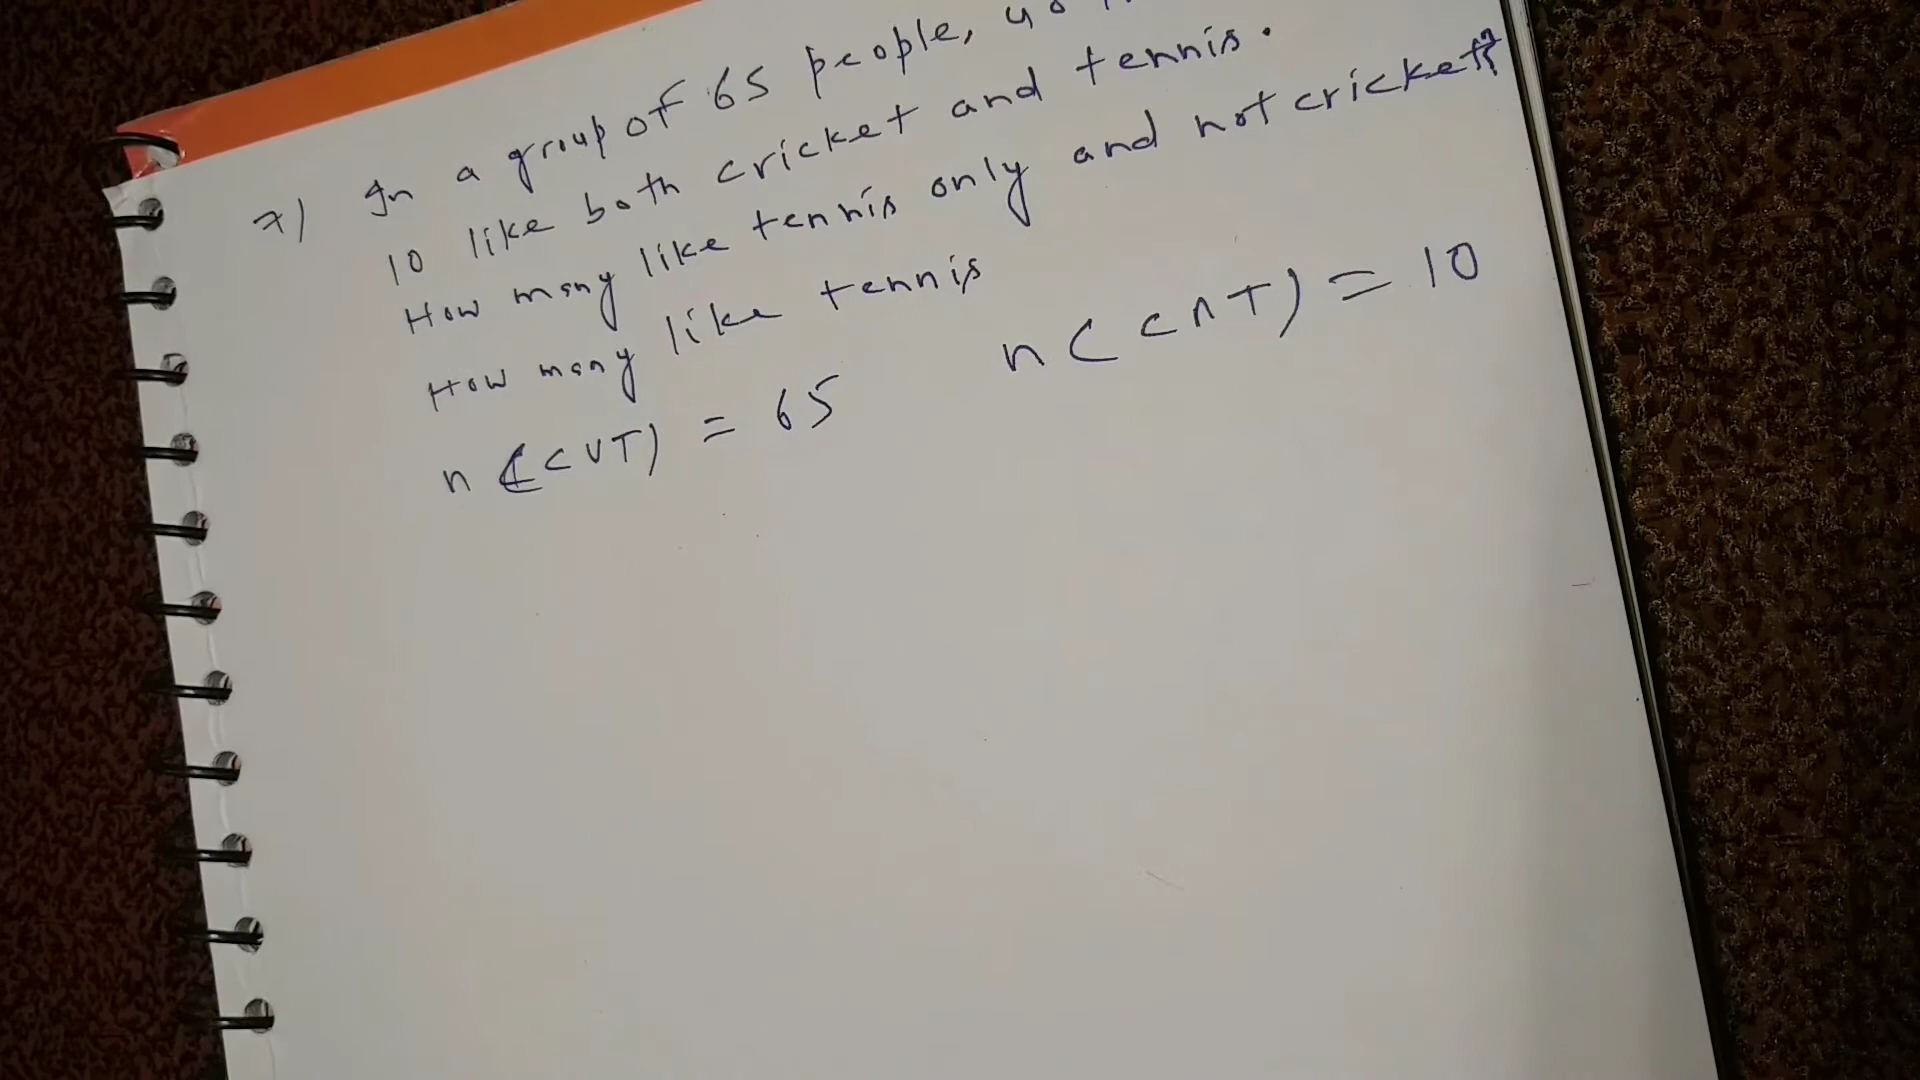 7) In a group of 65 people, 40
10 like both cricket and tennis.
How many like tennis only and not cricket?
How many like tennis
n(C∪T) = 65 n(C∩T) = 10